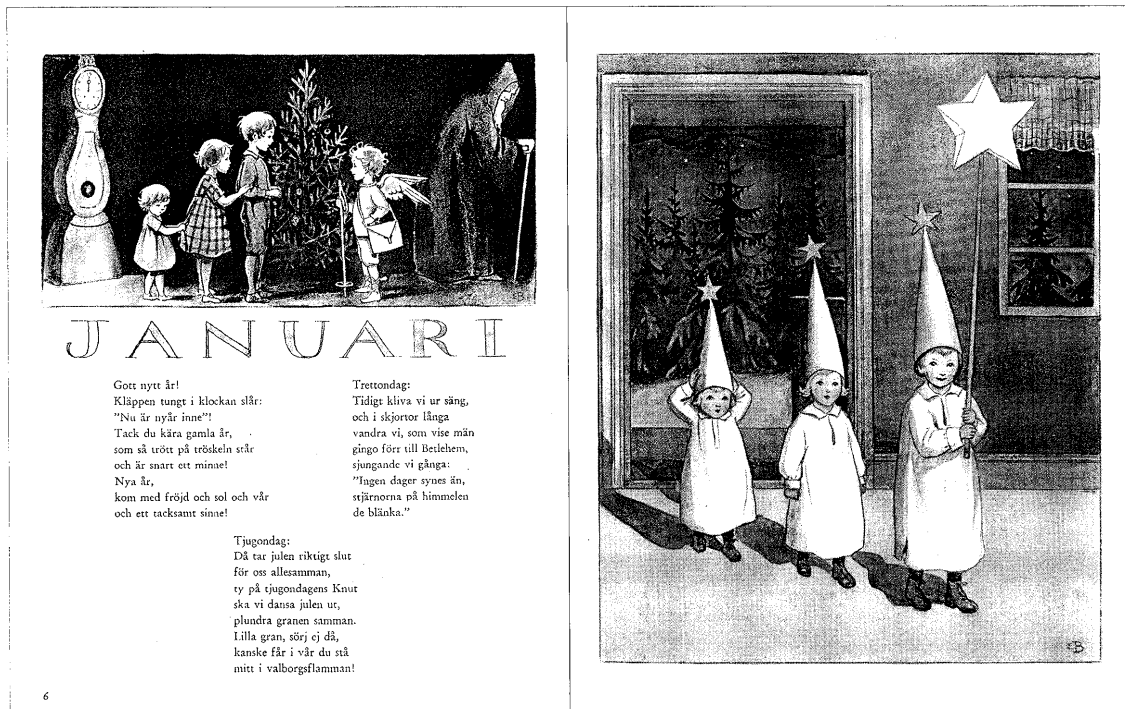 JANUARI
Gott nytt år!
Kläppen tungt i klockan slår:
"Nu är nyår inne"!
Tack du kära gamla år,
som så trött på tröskeln står
och är snart ett minne!
Nya år,
kom med fröjd och sol och vår
och ett tacksamt sinne!
Trettondag:
Tidigt kliva vi ur säng,
och i skjortor långa
vandra vi, som vise män
gingo förr till Betlehem,
sjungande vi gånga:
"Ingen dager synes än,
stjärnorna på himmelen
de blänka."
Tjugondag:
Då tar julen riktigt slut
för oss allesamman,
ty på tjugondagens Knut
ska vi dansa julen ut,
plundra granen samman.
Lilla gran, sörj ej då,
kanske får i vår du stå
mitt i valborgsflamman!
6
EB